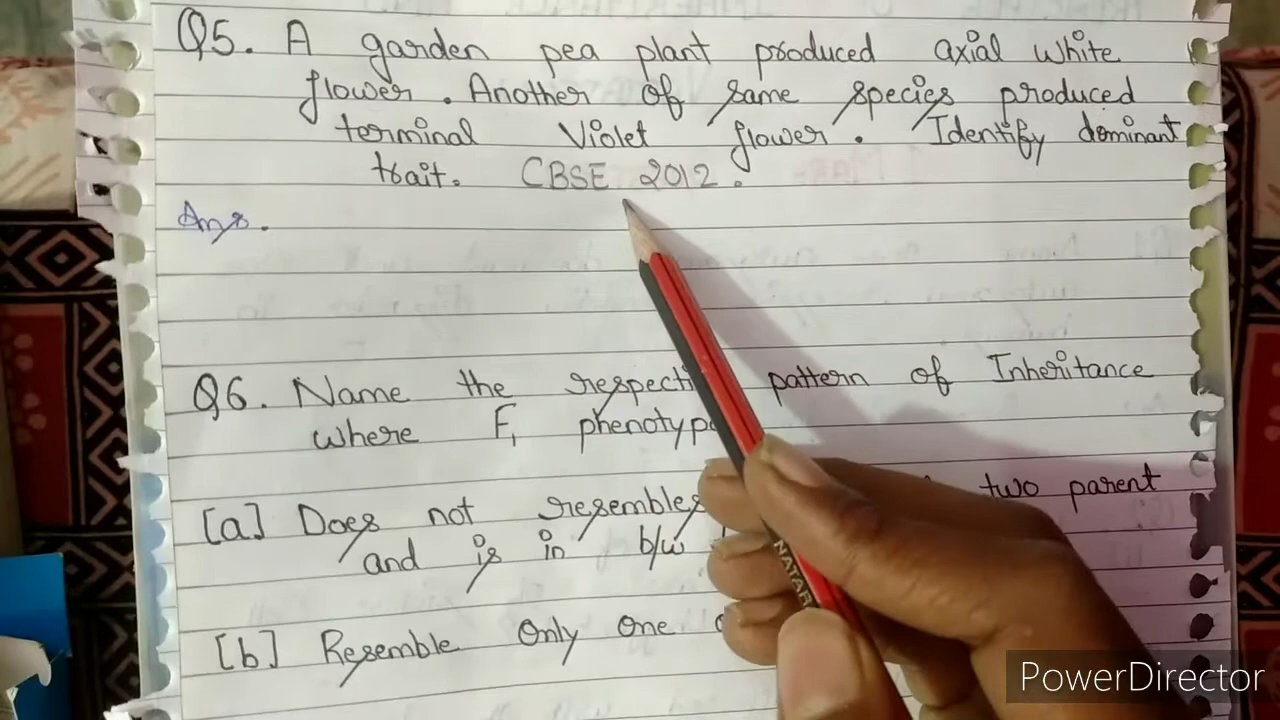 Q5. A garden pea plant produced axial white
flower. Another of same species produced
terminal Violet flower. Identify dominant
trait. CBSE 2012.
Ans.
Q6. Name the pattern of Inheritance
where F1
[a] Does not resembles two parent
and is in b/w
[b] Resemble Only One
NATAR
PowerDirector